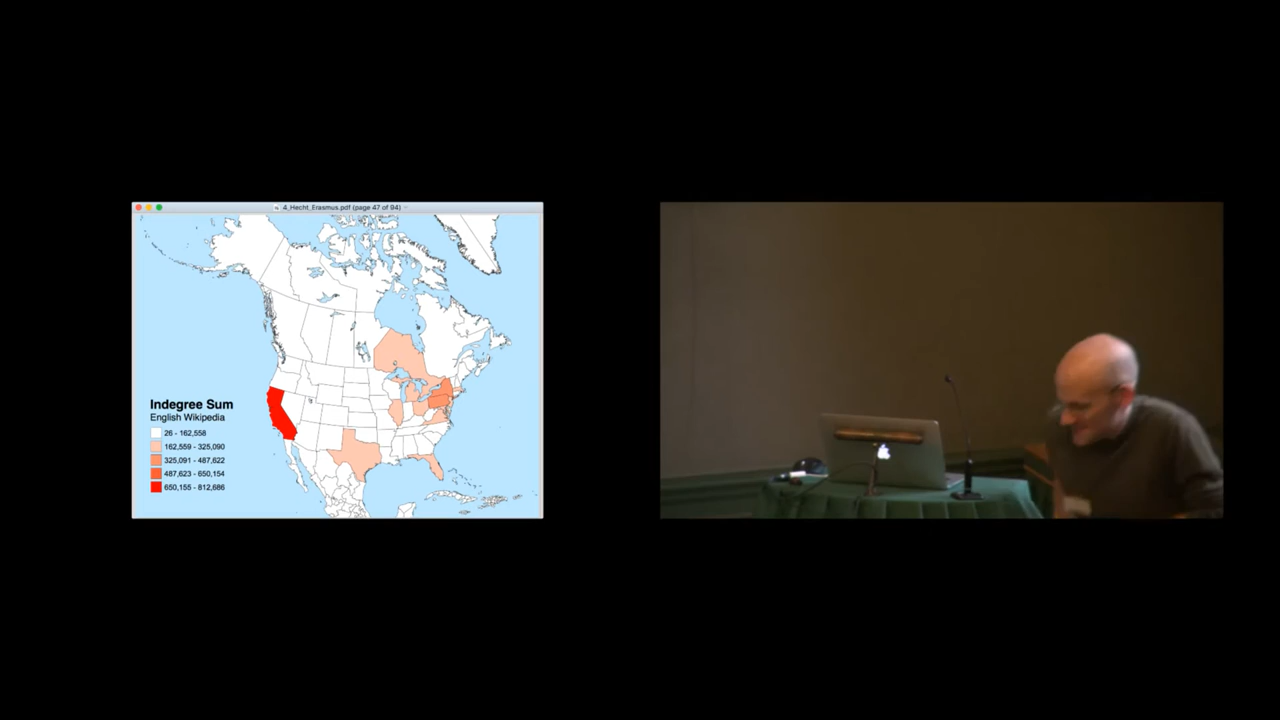 4_Hecht_Erasmus.pdf (page 47 of 94)
Indegree Sum
English Wikipedia
26 - 162,558
162,559 - 325,090
325,091 - 487,622
487,623 - 650,154
650,155 - 812,686